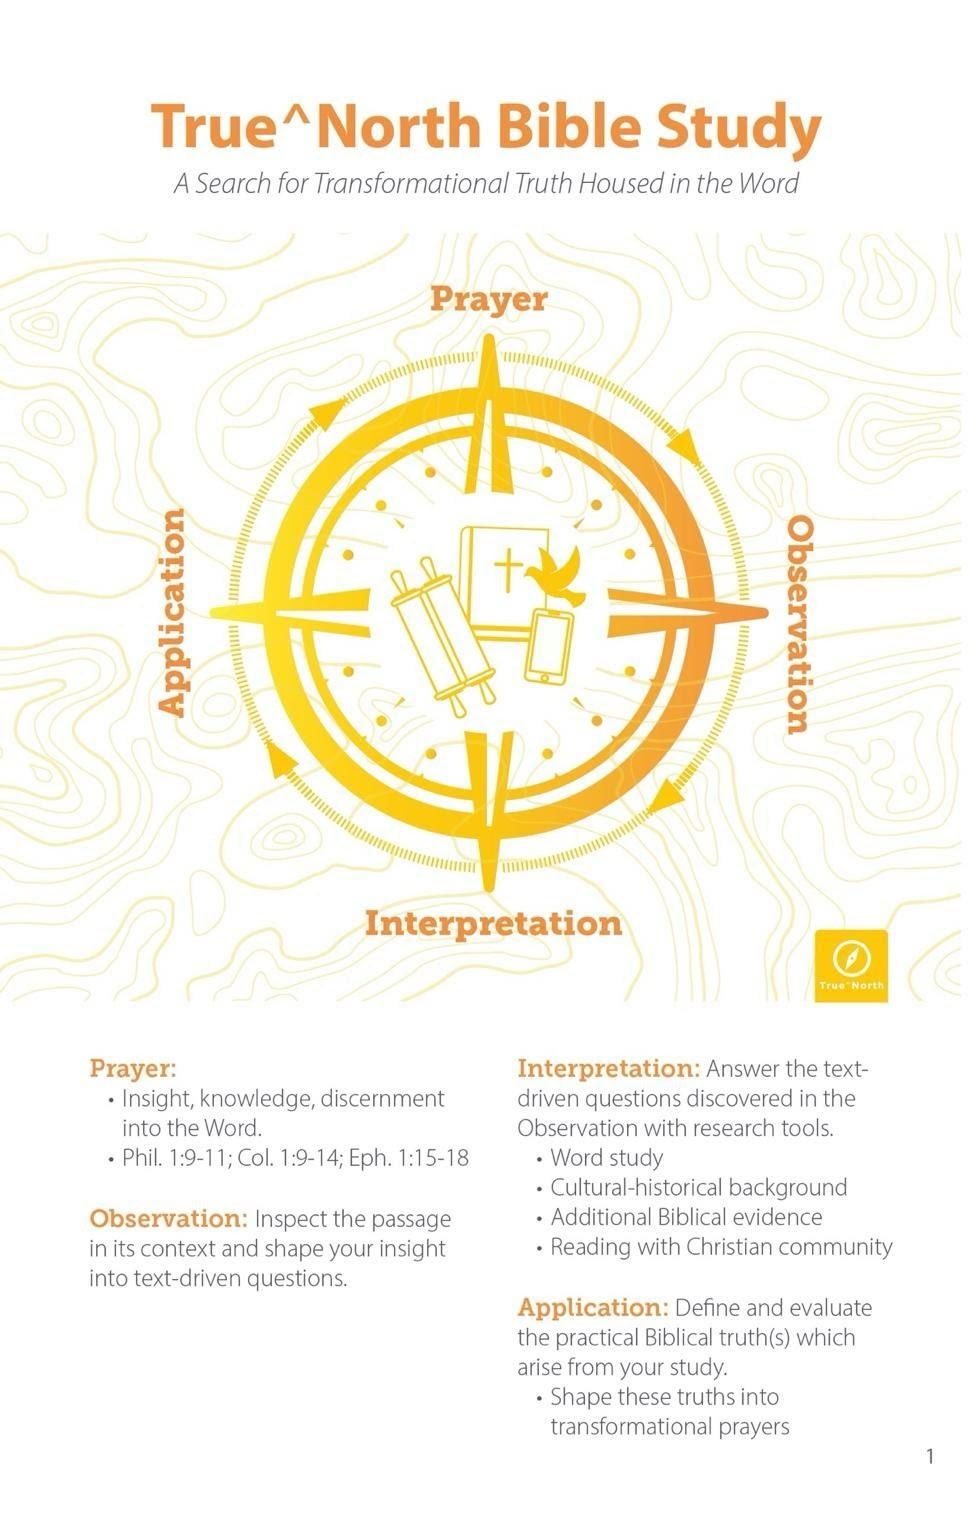 True^North Bible Study
A Search for Transformational Truth Housed in the Word
Prayer
Application
Observation
Interpretation
True^North
Prayer:
• Insight, knowledge, discernment
into the Word.
• Phil. 1:9-11; Col. 1:9-14; Eph. 1:15-18
Observation: Inspect the passage
in its context and shape your insight
into text-driven questions.
Interpretation: Answer the text-
driven questions discovered in the
Observation with research tools.
• Word study
• Cultural-historical background
• Additional Biblical evidence
• Reading with Christian community
Application: Define and evaluate
the practical Biblical truth(s) which
arise from your study.
• Shape these truths into
transformational prayers
1